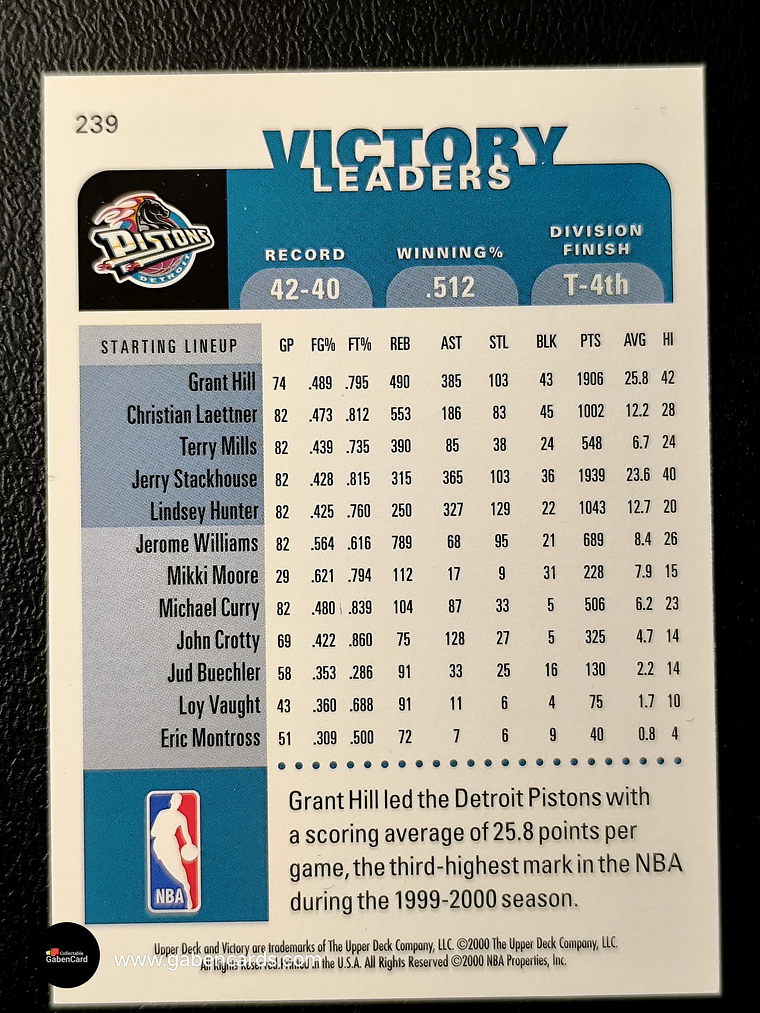 239
VICTORY
LEADERS
PISTONS
DETROIT
RECORD WINNING% DIVISION FINISH
42-40 .512 T-4th
STARTING LINEUP GP FG% FT% REB AST STL BLK PTS AVG HI
Grant Hill 74 .489 .795 490 385 103 43 1906 25.8 42
Christian Laettner 82 .473 .812 553 186 83 45 1002 12.2 28
Terry Mills 82 .439 .735 390 85 38 24 548 6.7 24
Jerry Stackhouse 82 .428 .815 315 365 103 36 1939 23.6 40
Lindsey Hunter 82 .425 .760 250 327 129 22 1043 12.7 20
Jerome Williams 82 .564 .616 789 68 95 21 689 8.4 26
Mikki Moore 29 .621 .794 112 17 9 31 228 7.9 15
Michael Curry 82 .480 .839 104 87 33 5 506 6.2 23
John Crotty 69 .422 .860 75 128 27 5 325 4.7 14
Jud Buechler 58 .353 .286 91 33 25 16 130 2.2 14
Loy Vaught 43 .360 .688 91 11 6 4 75 1.7 10
Eric Montross 51 .309 .500 72 7 6 9 40 0.8 4
NBA
Grant Hill led the Detroit Pistons with
a scoring average of 25.8 points per
game, the third-highest mark in the NBA
during the 1999-2000 season.
Upper Deck and Victory are trademarks of The Upper Deck Company, LLC. ©2000 The Upper Deck Company, LLC.
All Rights Reserved. Printed in the U.S.A. All Rights Reserved ©2000 NBA Properties, Inc.
Collectable
GabenCard
www.gabencards.com